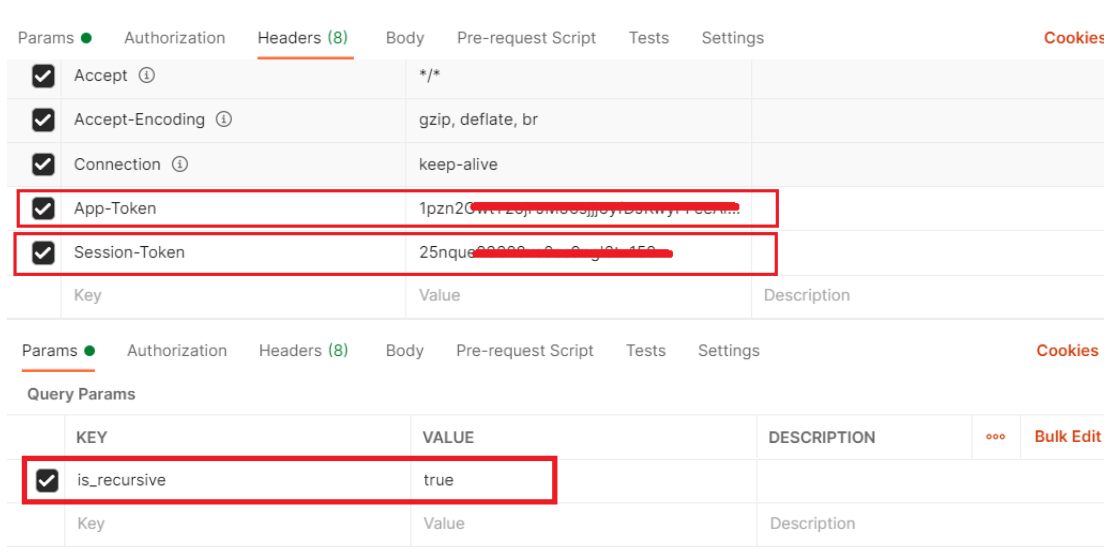 Params Authorization Headers (8) Body Pre-request Script Tests Settings Cookies
Accept */*
Accept-Encoding gzip, deflate, br
Connection keep-alive
App-Token 1pzn2
Session-Token 25nque
Key Value Description
Params Authorization Headers (8) Body Pre-request Script Tests Settings Cookies
Query Params
KEY VALUE DESCRIPTION ooo Bulk Edit
is_recursive true
Key Value Description